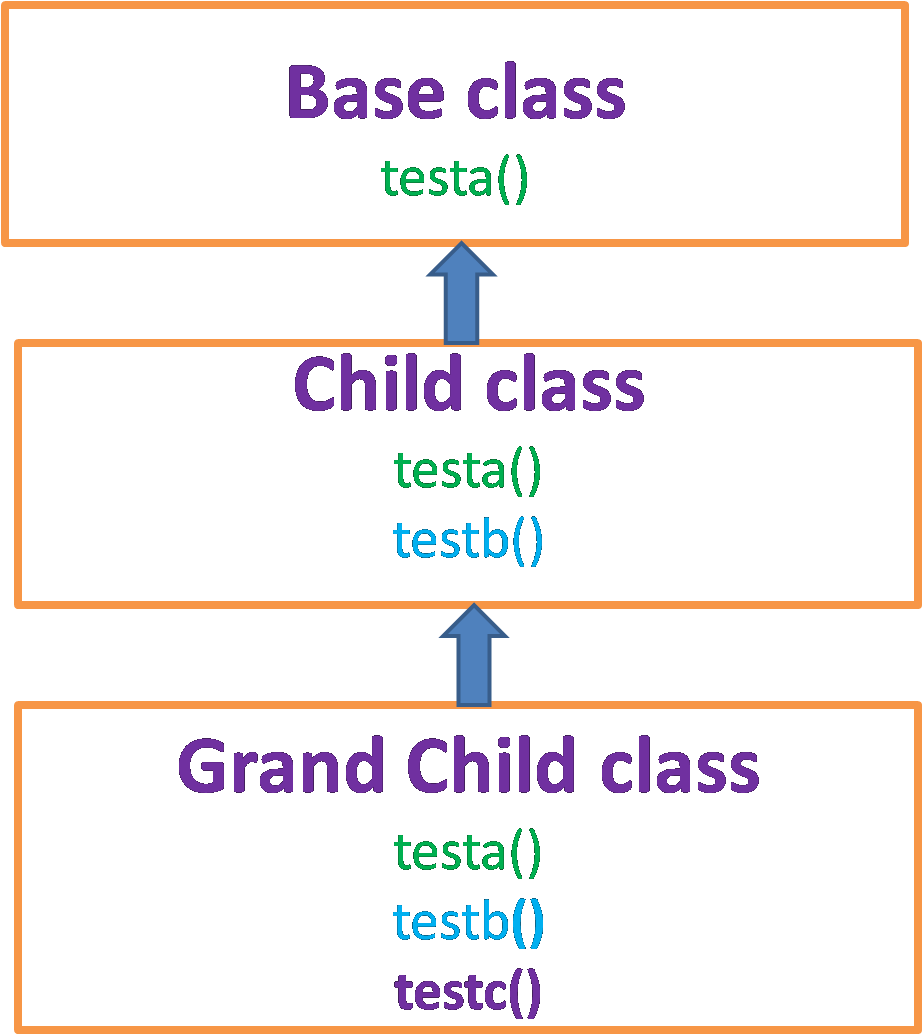 Base class
testa()
Child class
testa()
testb()
Grand Child class
testa()
testb()
testc()